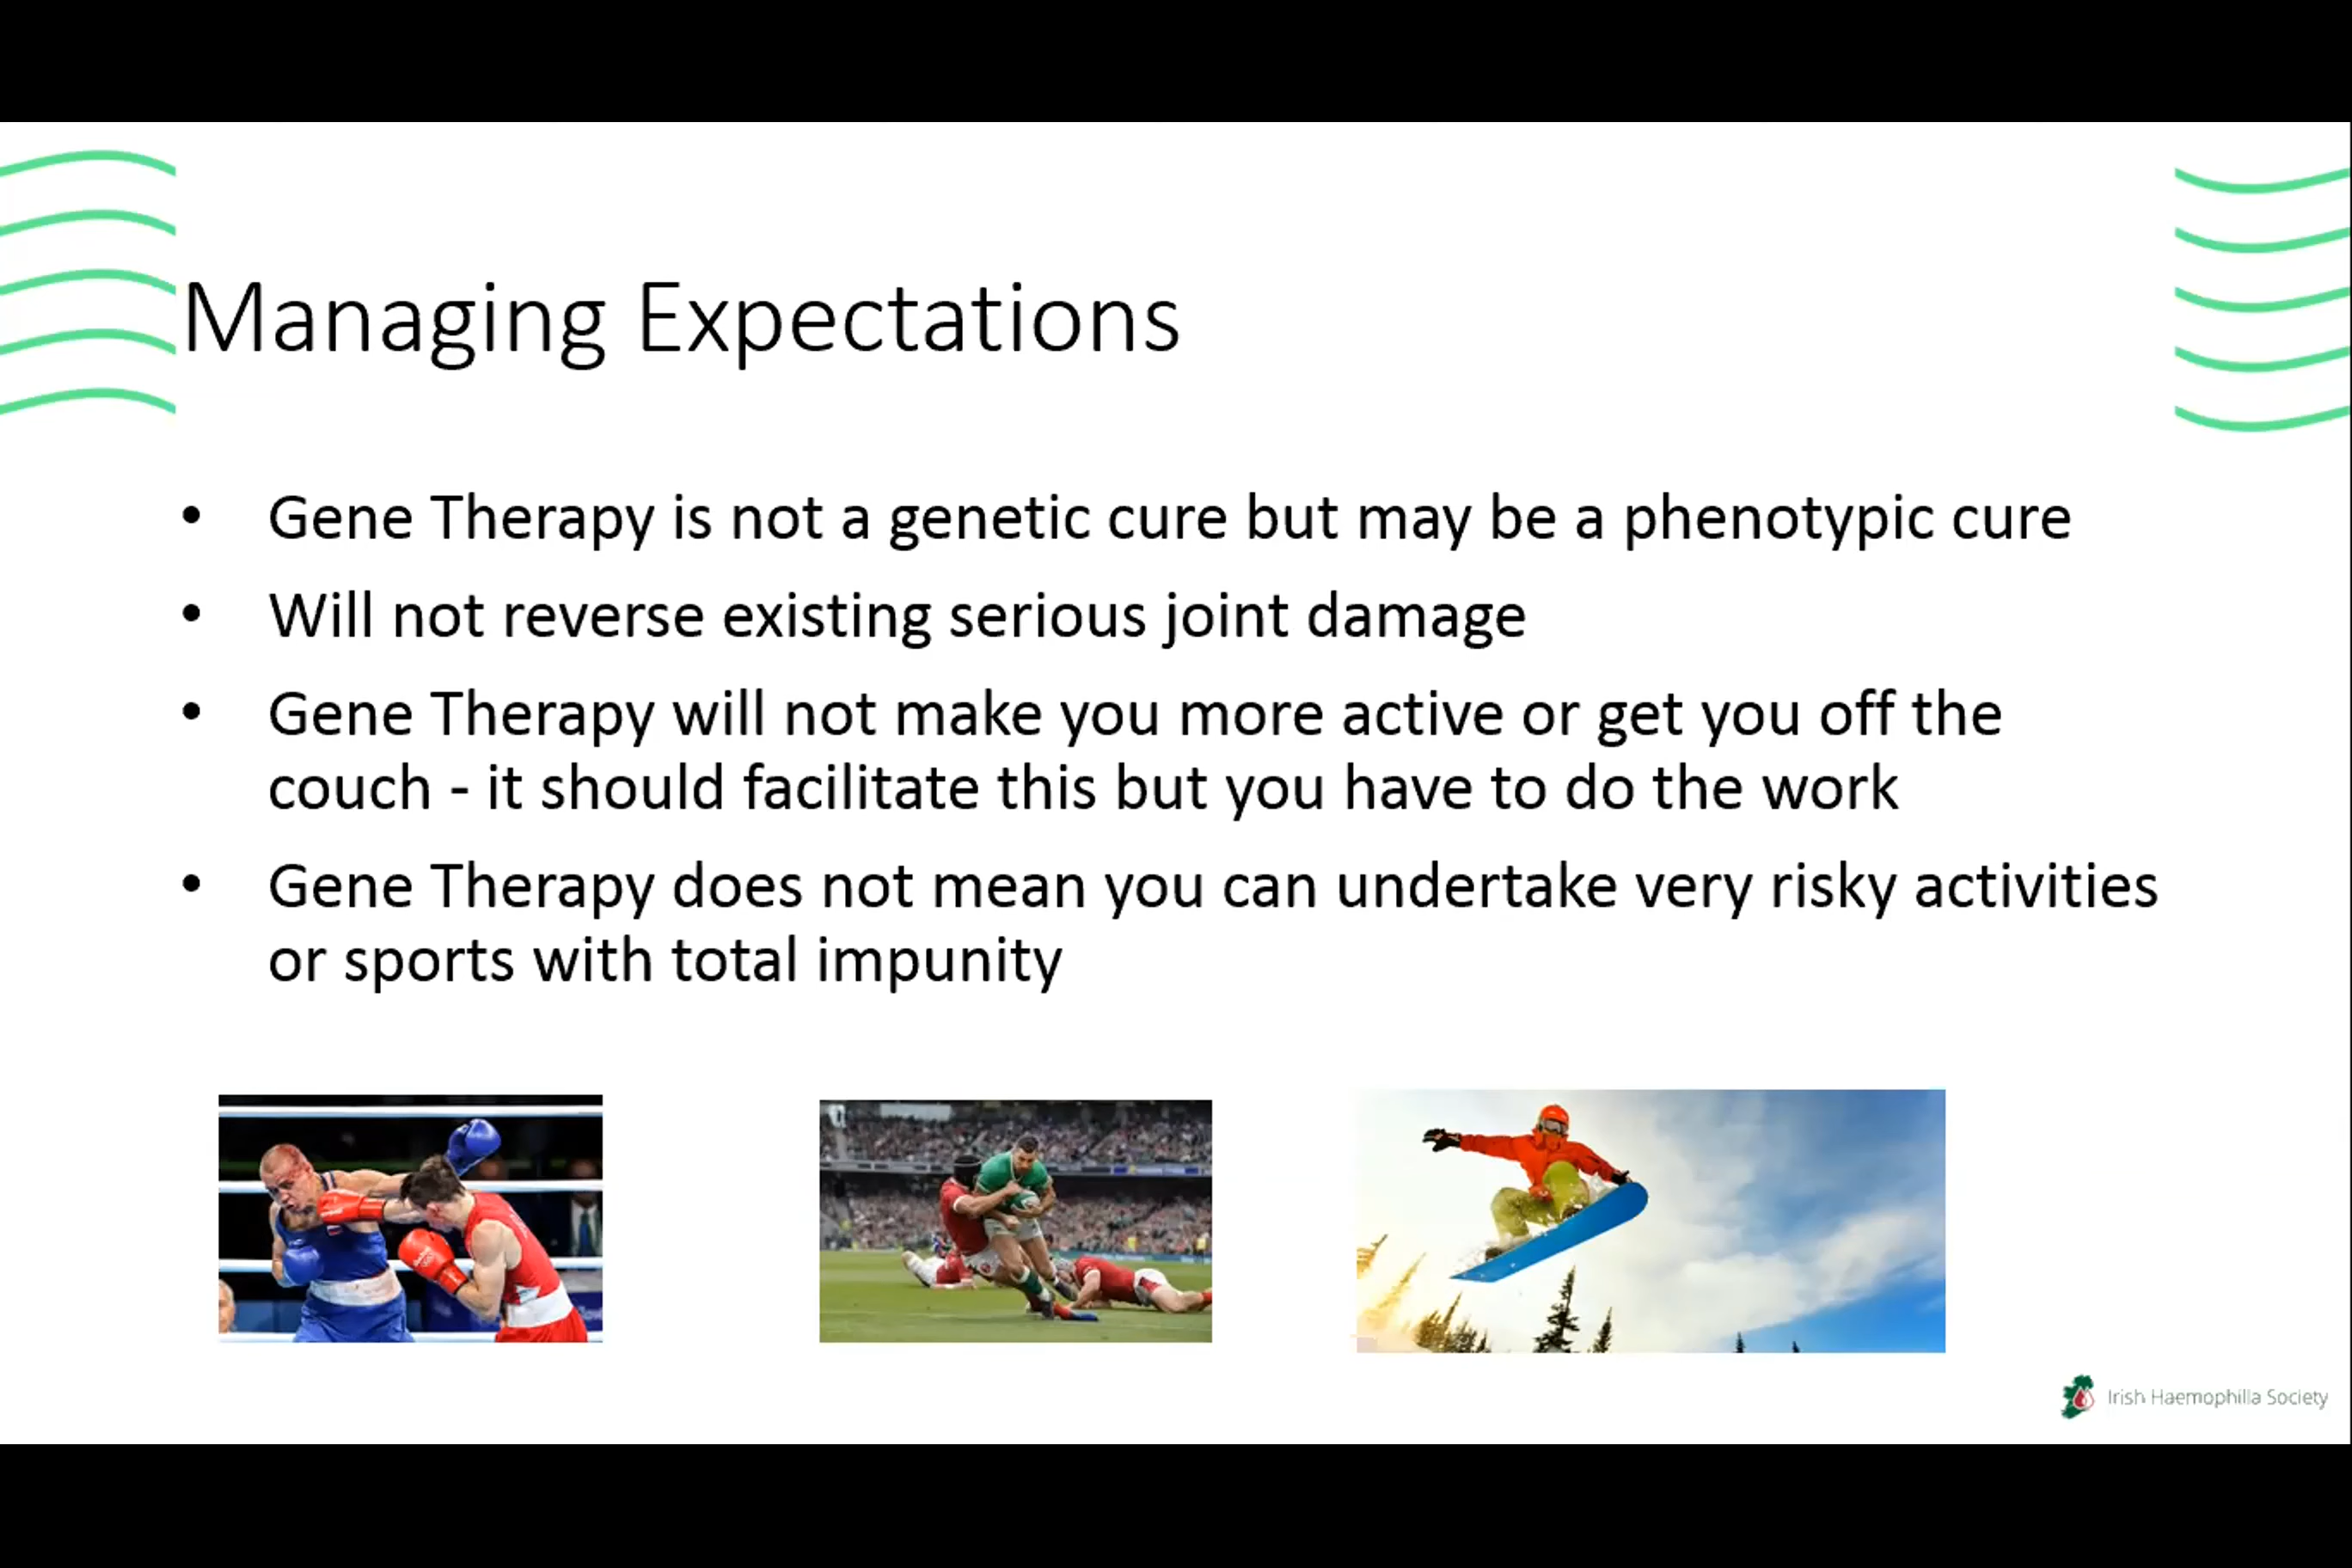 Managing Expectations
• Gene Therapy is not a genetic cure but may be a phenotypic cure
• Will not reverse existing serious joint damage
• Gene Therapy will not make you more active or get you off the
couch - it should facilitate this but you have to do the work
• Gene Therapy does not mean you can undertake very risky activities
or sports with total impunity
Irish Haemophilia Society